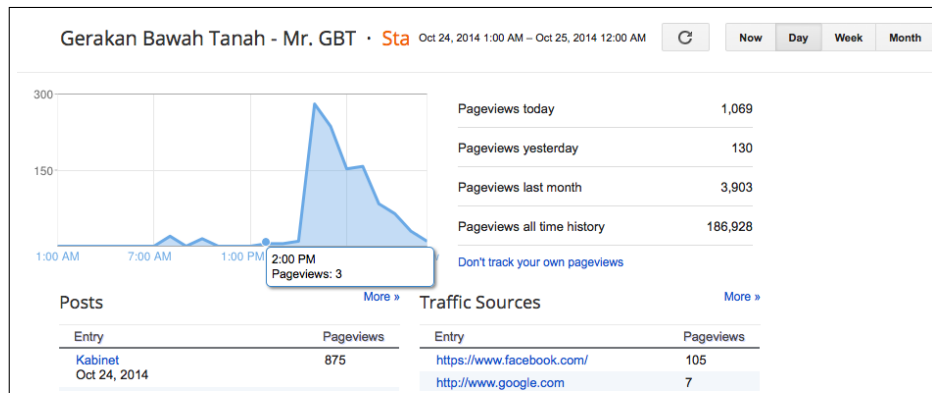 Gerakan Bawah Tanah - Mr. GBT · Sta Oct 24, 2014 1:00 AM – Oct 25, 2014 12:00 AM Now Day Week Month
300
150
1:00 AM 7:00 AM 1:00 PM
2:00 PM
Pageviews: 3
Pageviews today 1,069
Pageviews yesterday 130
Pageviews last month 3,903
Pageviews all time history 186,928
Don't track your own pageviews
Posts More »
Entry Pageviews
Kabinet 875
Oct 24, 2014
Traffic Sources More »
Entry Pageviews
https://www.facebook.com/ 105
http://www.google.com 7